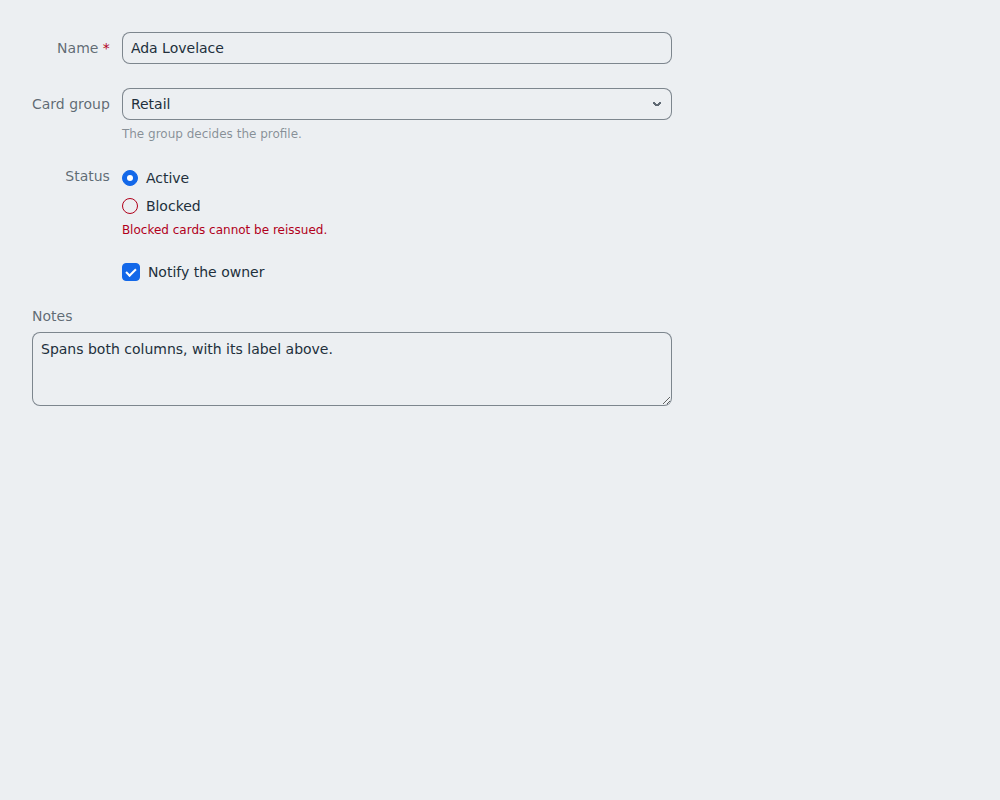 Name *
Ada Lovelace
Card group
Retail
The group decides the profile.
Status
Active
Blocked
Blocked cards cannot be reissued.
Notify the owner
Notes
Spans both columns, with its label above.